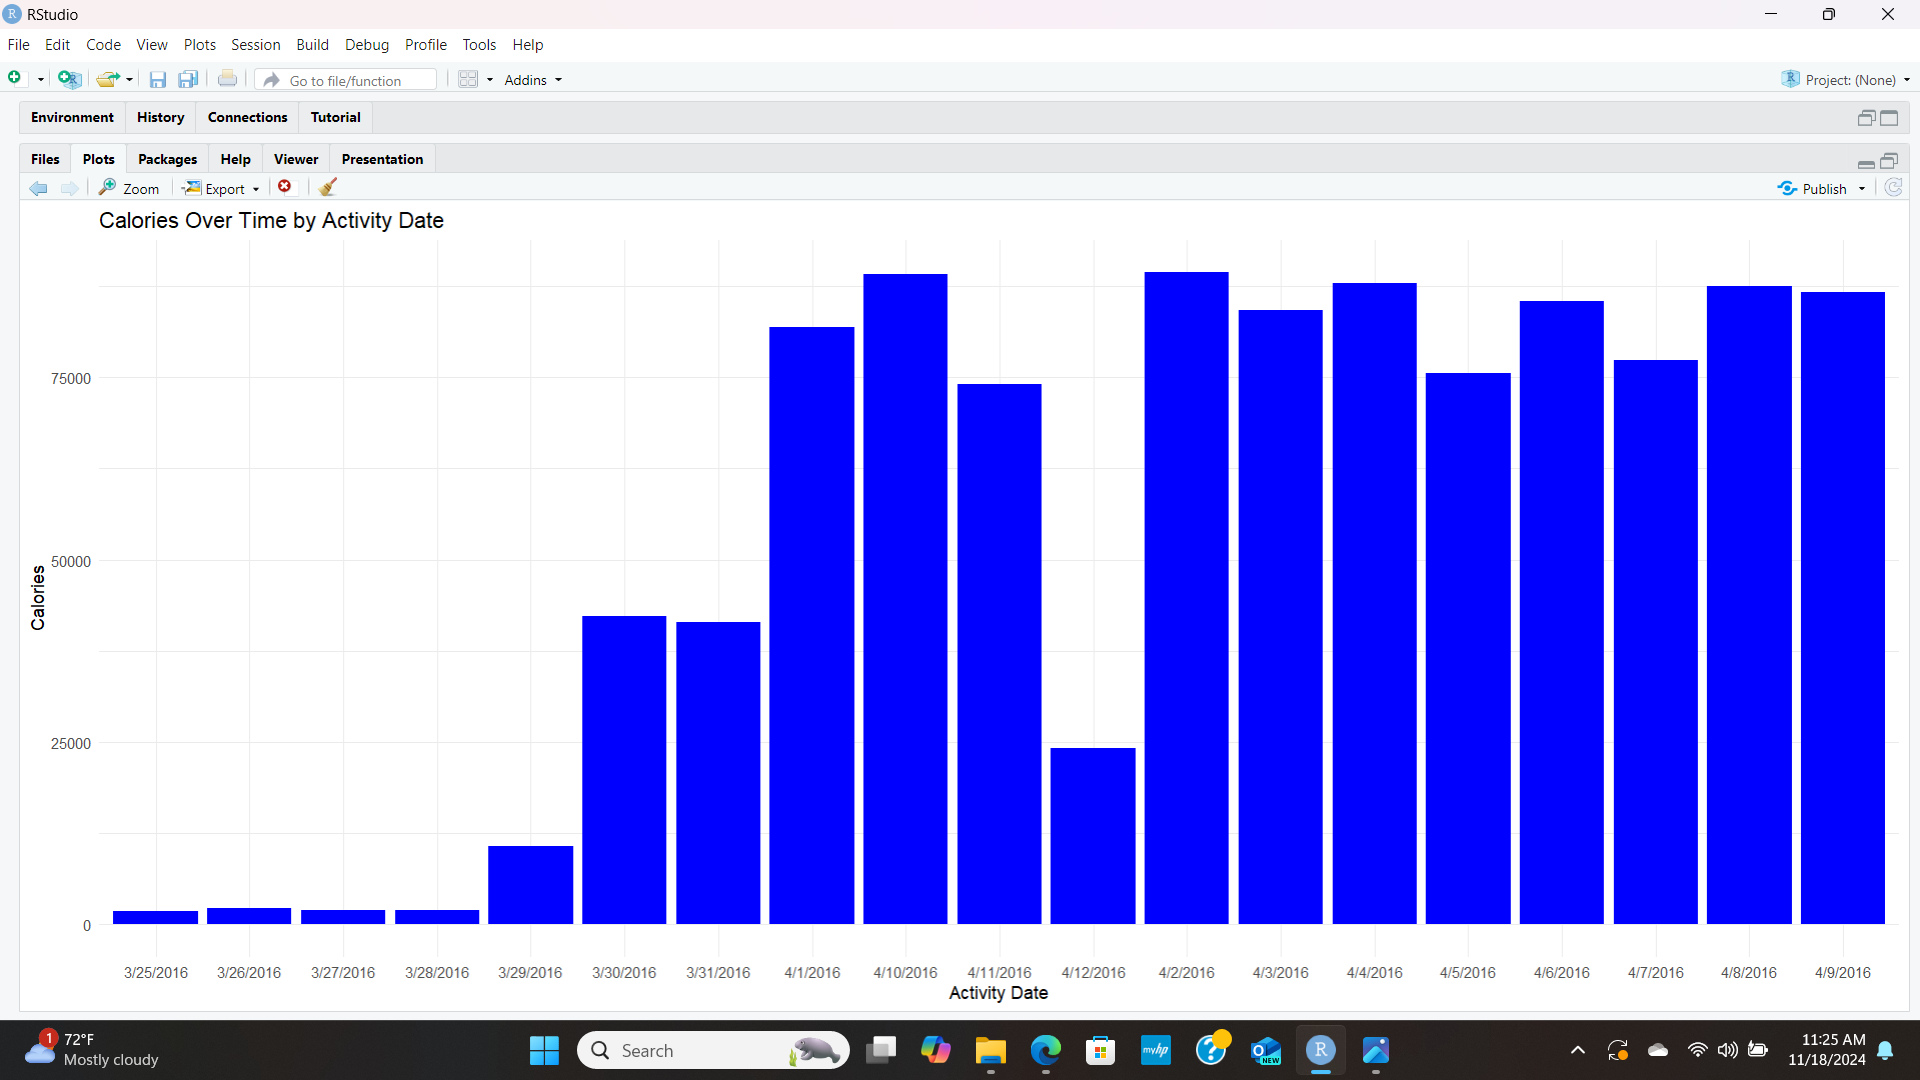 RStudio
File Edit Code View Plots Session Build Debug Profile Tools Help
Go to file/function Addins Project: (None)
Environment History Connections Tutorial
Files Plots Packages Help Viewer Presentation
Zoom Export Publish
Calories Over Time by Activity Date
75000
50000
25000
0
Calories
3/25/2016 3/26/2016 3/27/2016 3/28/2016 3/29/2016 3/30/2016 3/31/2016 4/1/2016 4/10/2016 4/11/2016 4/12/2016 4/2/2016 4/3/2016 4/4/2016 4/5/2016 4/6/2016 4/7/2016 4/8/2016 4/9/2016
Activity Date
1 72°F
Mostly cloudy
Search
myhp
NEW
R
11:25 AM
11/18/2024